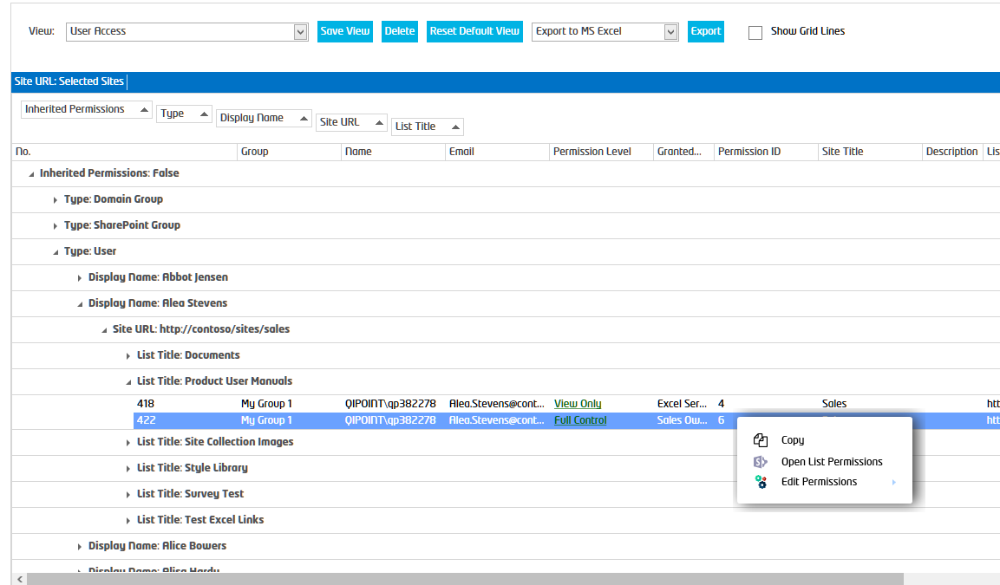 View: User Access Save View Delete Reset Default View Export to MS Excel Export Show Grid Lines
Site URL: Selected Sites
Inherited Permissions Type Display Name Site URL List Title
No. Group Name Email Permission Level Granted... Permission ID Site Title Description Lis
Inherited Permissions: False
Type: Domain Group
Type: SharePoint Group
Type: User
Display Name: Abbot Jensen
Display Name: Alea Stevens
Site URL: http://contoso/sites/sales
List Title: Documents
List Title: Product User Manuals
418 My Group 1 QIPOINT\qp382278 Alea.Stevens@cont... View Only Excel Ser... 4 Sales htt
422 My Group 1 QIPOINT\qp382278 Alea.Stevens@cont... Full Control Sales Ow... 6 htt
Copy
Open List Permissions
Edit Permissions
List Title: Site Collection Images
List Title: Style Library
List Title: Survey Test
List Title: Test Excel Links
Display Name: Alice Bowers
Display Name: Alisa Hardy